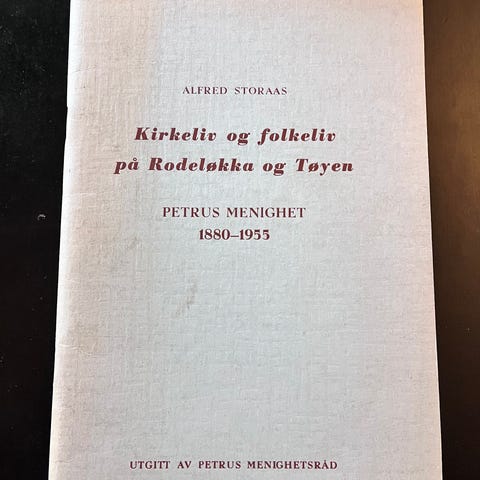 ALFRED STORAAS
Kirkeliv og folkeliv
på Rodeløkka og Tøyen
PETRUS MENIGHET
1880–1955
UTGITT AV PETRUS MENIGHETSRÅD